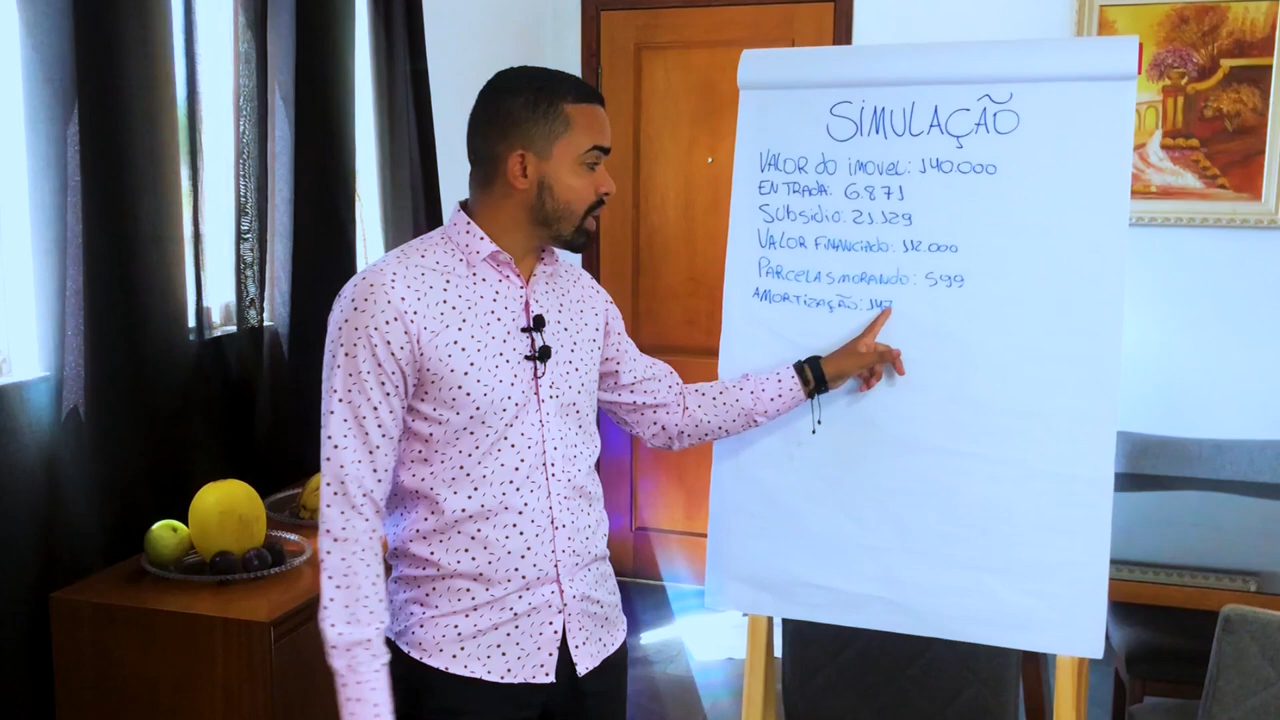 SIMULAÇÃO
VALOR DO IMOVEL: 140.000
ENTRADA: 6.871
SUBSIDIO: 21.129
VALOR FINANCIADO: 112.000
PARCELAS MORANDO: 599
AMORTIZAÇÃO: 147